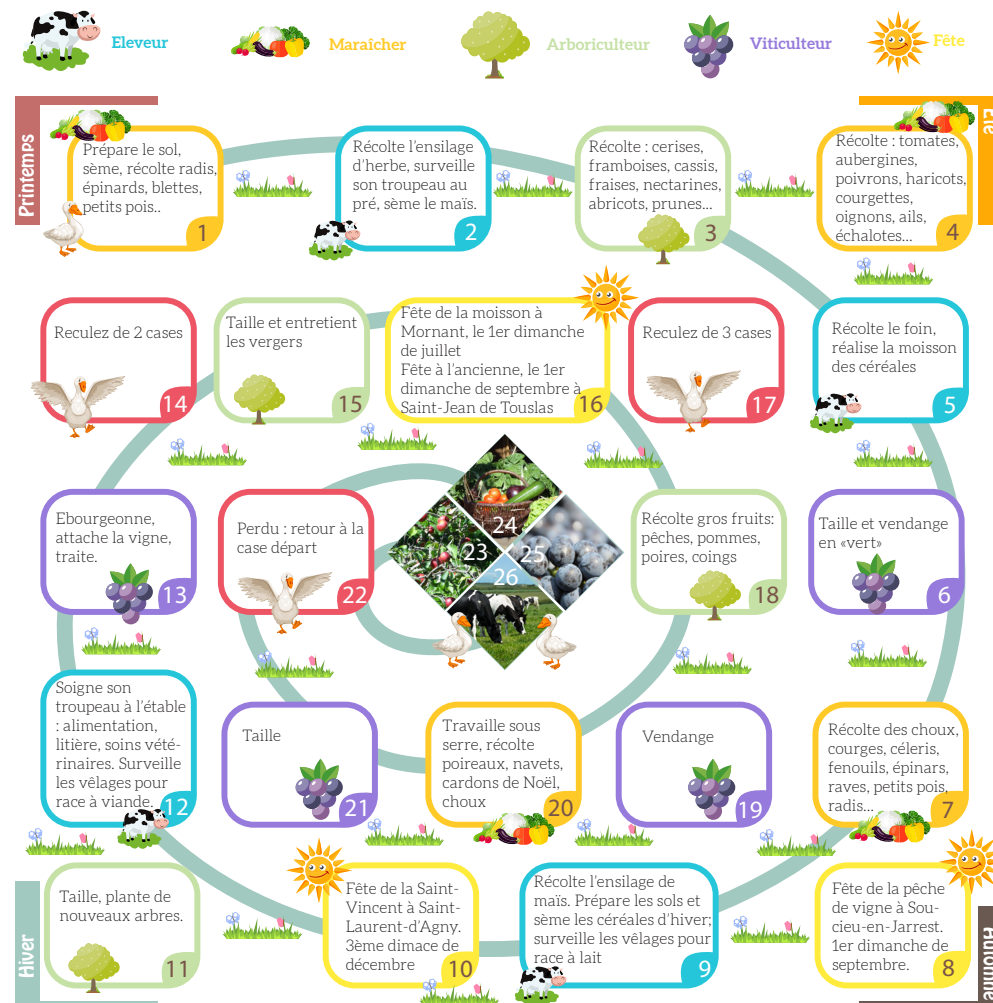 Eleveur
Maraîcher
Arboriculteur
Viticulteur
Fête
Printemps
Eté
Prépare le sol,
sème, récolte radis,
épinards, blettes,
petits pois..
1
Récolte l'ensilage
d'herbe, surveille
son troupeau au
pré, sème le maïs.
2
Récolte : cerises,
framboises, cassis,
fraises, nectarines,
abricots, prunes...
3
Récolte : tomates,
aubergines,
poivrons, haricots,
courgettes,
oignons, ails,
échalotes...
4
Reculez de 2 cases
14
Taille et entretient
les vergers
15
Fête de la moisson à
Mornant, le 1er dimanche
de juillet
Fête à l'ancienne, le 1er
dimanche de septembre à
Saint-Jean de Touslas
16
Reculez de 3 cases
17
Récolte le foin,
réalise la moisson
des céréales
5
Ebourgeonne,
attache la vigne,
traite.
13
Perdu : retour à la
case départ
22
24
23
25
26
Récolte gros fruits:
pêches, pommes,
poires, coings
18
Taille et vendange
en «vert»
6
Soigne son
troupeau à l'étable
: alimentation,
litière, soins vété-
rinaires. Surveille
les vêlages pour
race à viande.
12
Taille
21
Travaille sous
serre, récolte
poireaux, navets,
cardons de Noël,
choux
20
Vendange
19
Récolte des choux,
courges, céleris,
fenouils, épinars,
raves, petits pois,
radis...
7
Hiver
Taille, plante de
nouveaux arbres.
11
Fête de la Saint-
Vincent à Saint-
Laurent-d'Agny.
3ème dimace de
décembre
10
Récolte l'ensilage de
maïs. Prépare les sols et
sème les céréales d'hiver;
surveille les vêlages pour
race à lait
9
Fête de la pêche
de vigne à Sou-
cieu-en-Jarrest.
1er dimanche de
septembre.
8
Automne